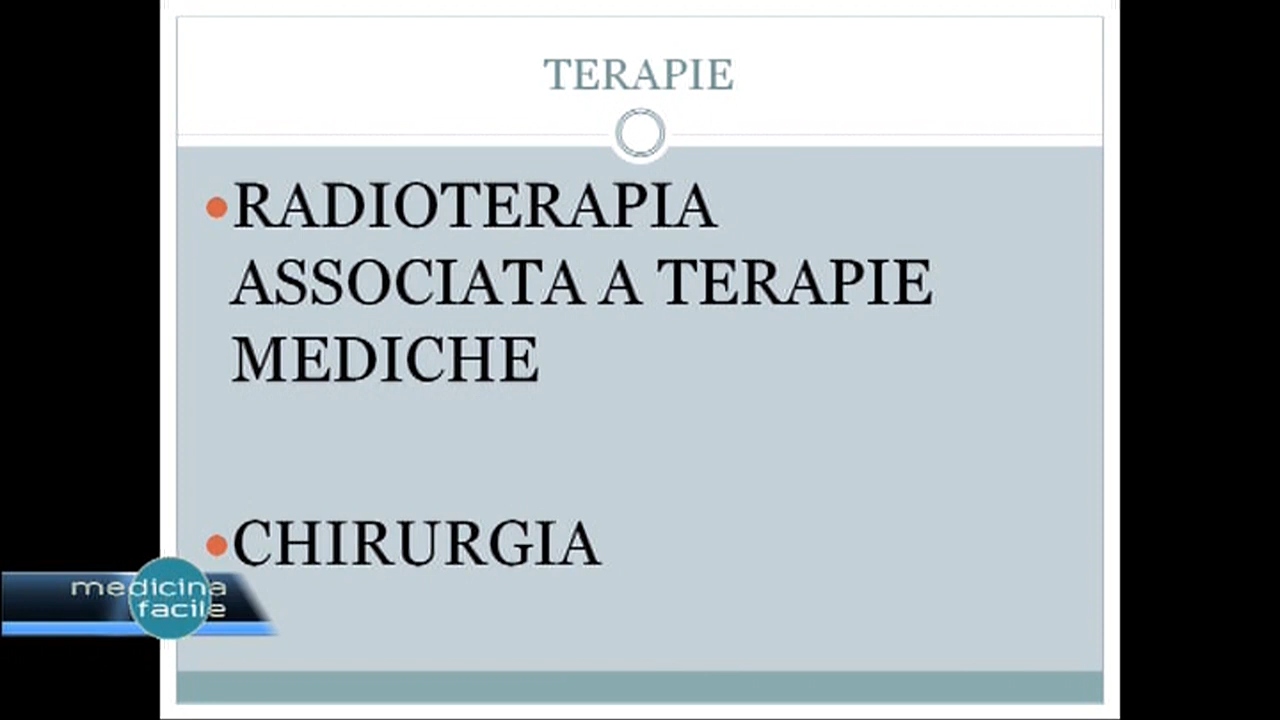 TERAPIE
RADIOTERAPIA
ASSOCIATA A TERAPIE
MEDICHE
CHIRURGIA
medicina
facile